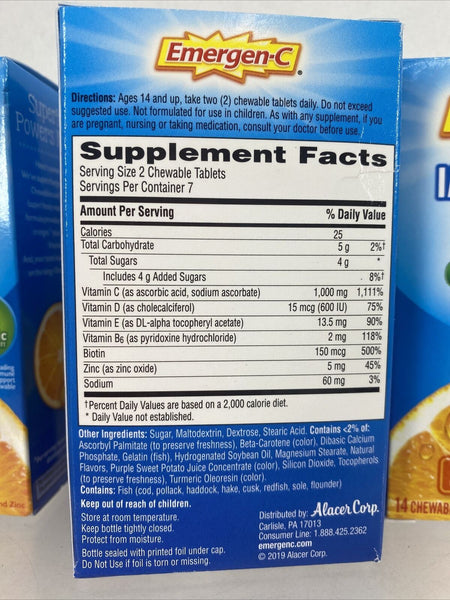 Emergen-C®
Directions: Ages 14 and up, take two (2) chewable tablets daily. Do not exceed
suggested use. Not formulated for use in children. As with any supplement, if you
are pregnant, nursing or taking medication, consult your doctor before use.
Supplement Facts
Serving Size 2 Chewable Tablets
Servings Per Container 7
Amount Per Serving % Daily Value
Calories 25
Total Carbohydrate 5 g 2%†
Total Sugars 4 g *
Includes 4 g Added Sugars 8%†
Vitamin C (as ascorbic acid, sodium ascorbate) 1,000 mg 1,111%
Vitamin D (as cholecalciferol) 15 mcg (600 IU) 75%
Vitamin E (as DL-alpha tocopheryl acetate) 13.5 mg 90%
Vitamin B6 (as pyridoxine hydrochloride) 2 mg 118%
Biotin 150 mcg 500%
Zinc (as zinc oxide) 5 mg 45%
Sodium 60 mg 3%
†Percent Daily Values are based on a 2,000 calorie diet.
* Daily Value not established.
Other Ingredients: Sugar, Maltodextrin, Dextrose, Stearic Acid. Contains <2% of:
Ascorbyl Palmitate (to preserve freshness), Beta-Carotene (color), Dibasic Calcium
Phosphate, Gelatin (fish), Hydrogenated Soybean Oil, Magnesium Stearate, Natural
Flavors, Purple Sweet Potato Juice Concentrate (color), Silicon Dioxide, Tocopherols
(to preserve freshness), Turmeric Oleoresin (color).
Contains: Fish (cod, pollack, haddock, hake, cusk, redfish, sole, flounder)
Keep out of reach of children.
Store at room temperature.
Keep bottle tightly closed.
Protect from moisture.
Bottle sealed with printed foil under cap.
Do Not Use if foil is torn or missing.
Distributed by: Alacer Corp.
Carlisle, PA 17013
Consumer Line: 1.888.425.2362
emergenc.com
© 2019 Alacer Corp.
14 CHEWAB